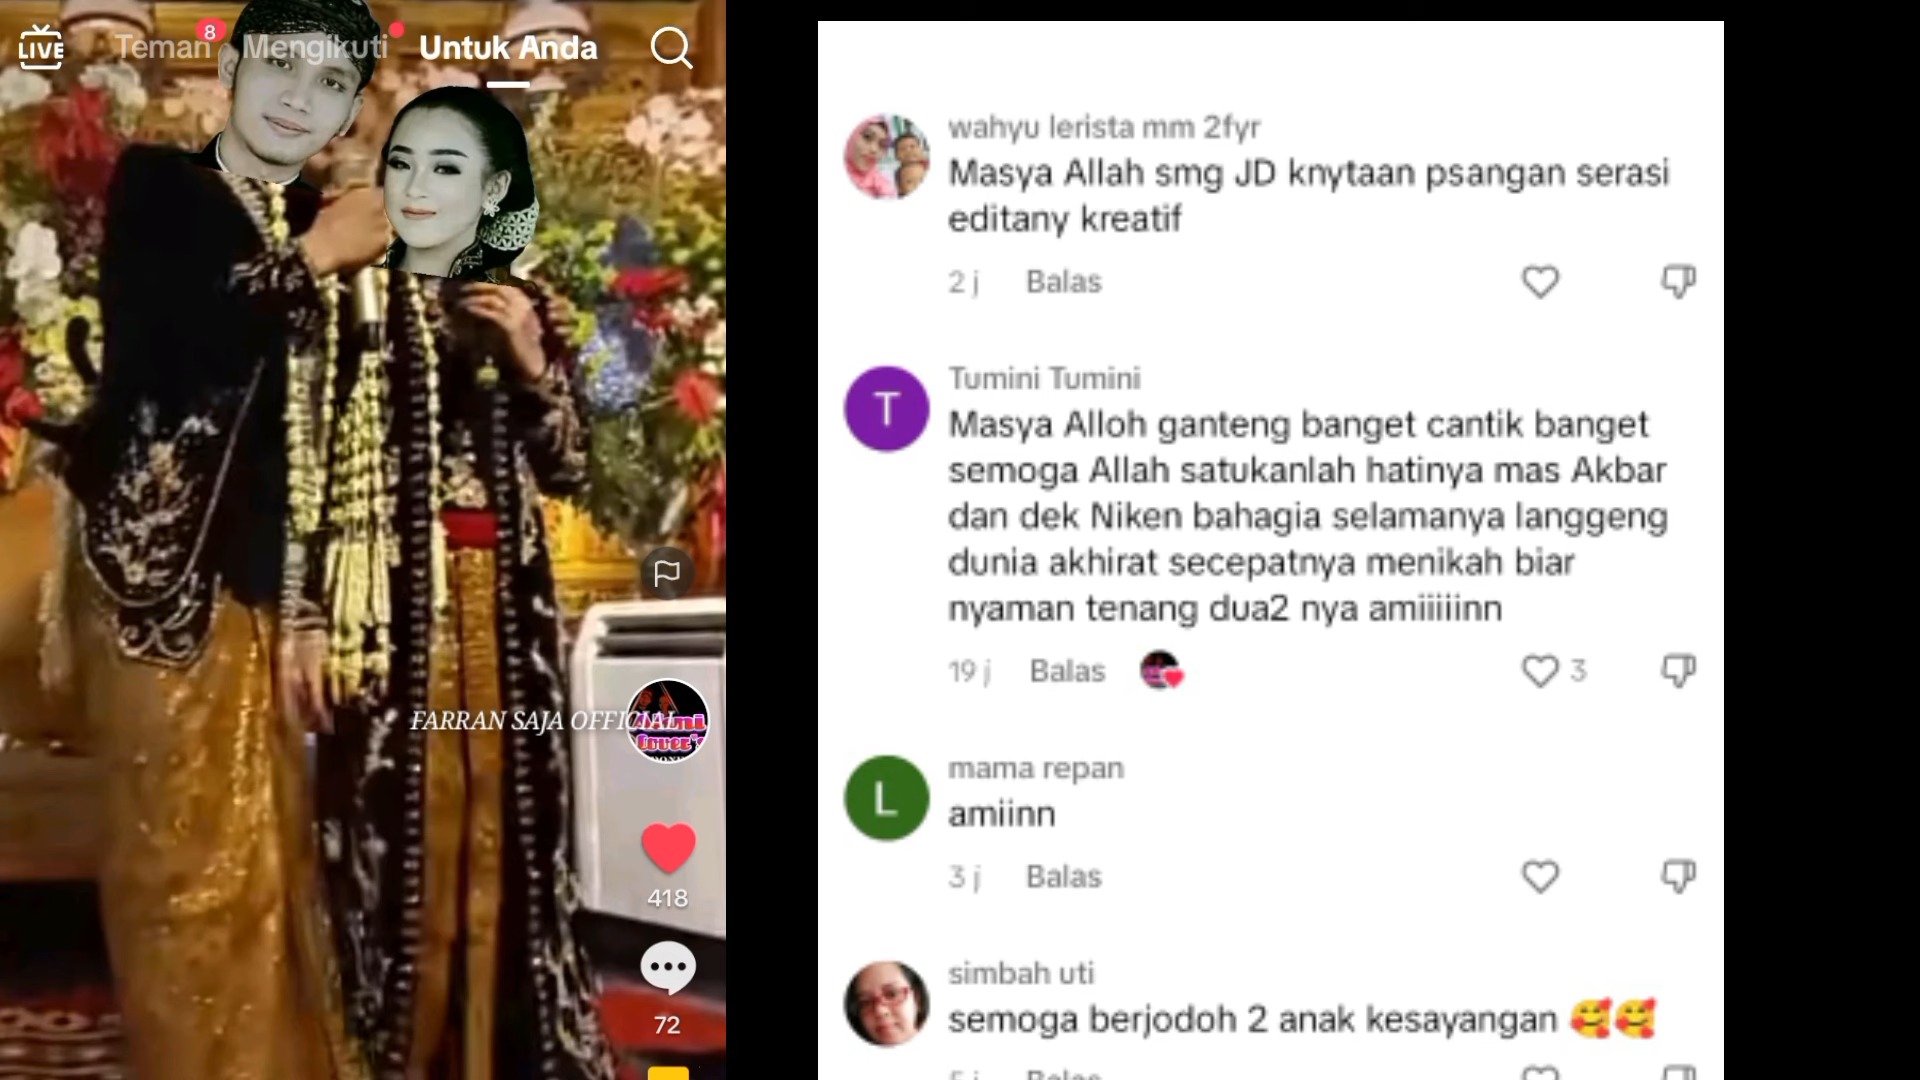 LIVE
Teman
8
Mengikuti
Untuk Anda
FARRAN SAJA OFFICIAL
418
72
wahyu lerista mm 2fyr
Masya Allah smg JD knytaan psangan serasi
editany kreatif
2 j
Balas
Tumini Tumini
T
Masya Alloh ganteng banget cantik banget
semoga Allah satukanlah hatinya mas Akbar
dan dek Niken bahagia selamanya langgeng
dunia akhirat secepatnya menikah biar
nyaman tenang dua2 nya amiiiiinn
19 j
Balas
3
mama repan
L
amiinn
3 j
Balas
simbah uti
semoga berjodoh 2 anak kesayangan 🥰🥰
Balas